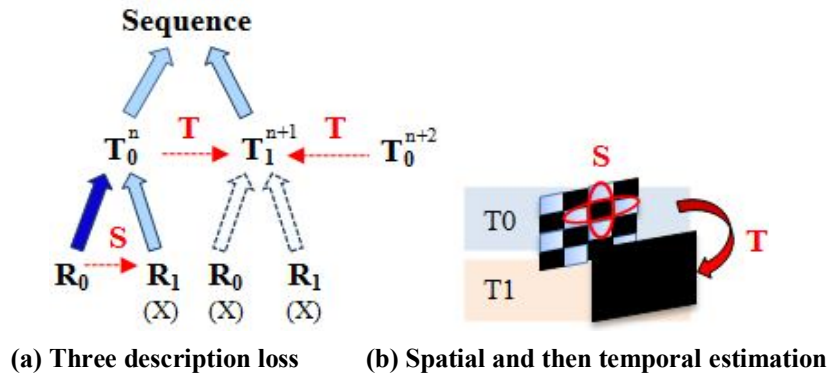 Sequence
T₀ⁿ T T₁ⁿ⁺¹ T T₀ⁿ⁺²
S
R₀ R₁ R₀ R₁
(X) (X) (X)
S
T0
T
T1
(a) Three description loss
(b) Spatial and then temporal estimation